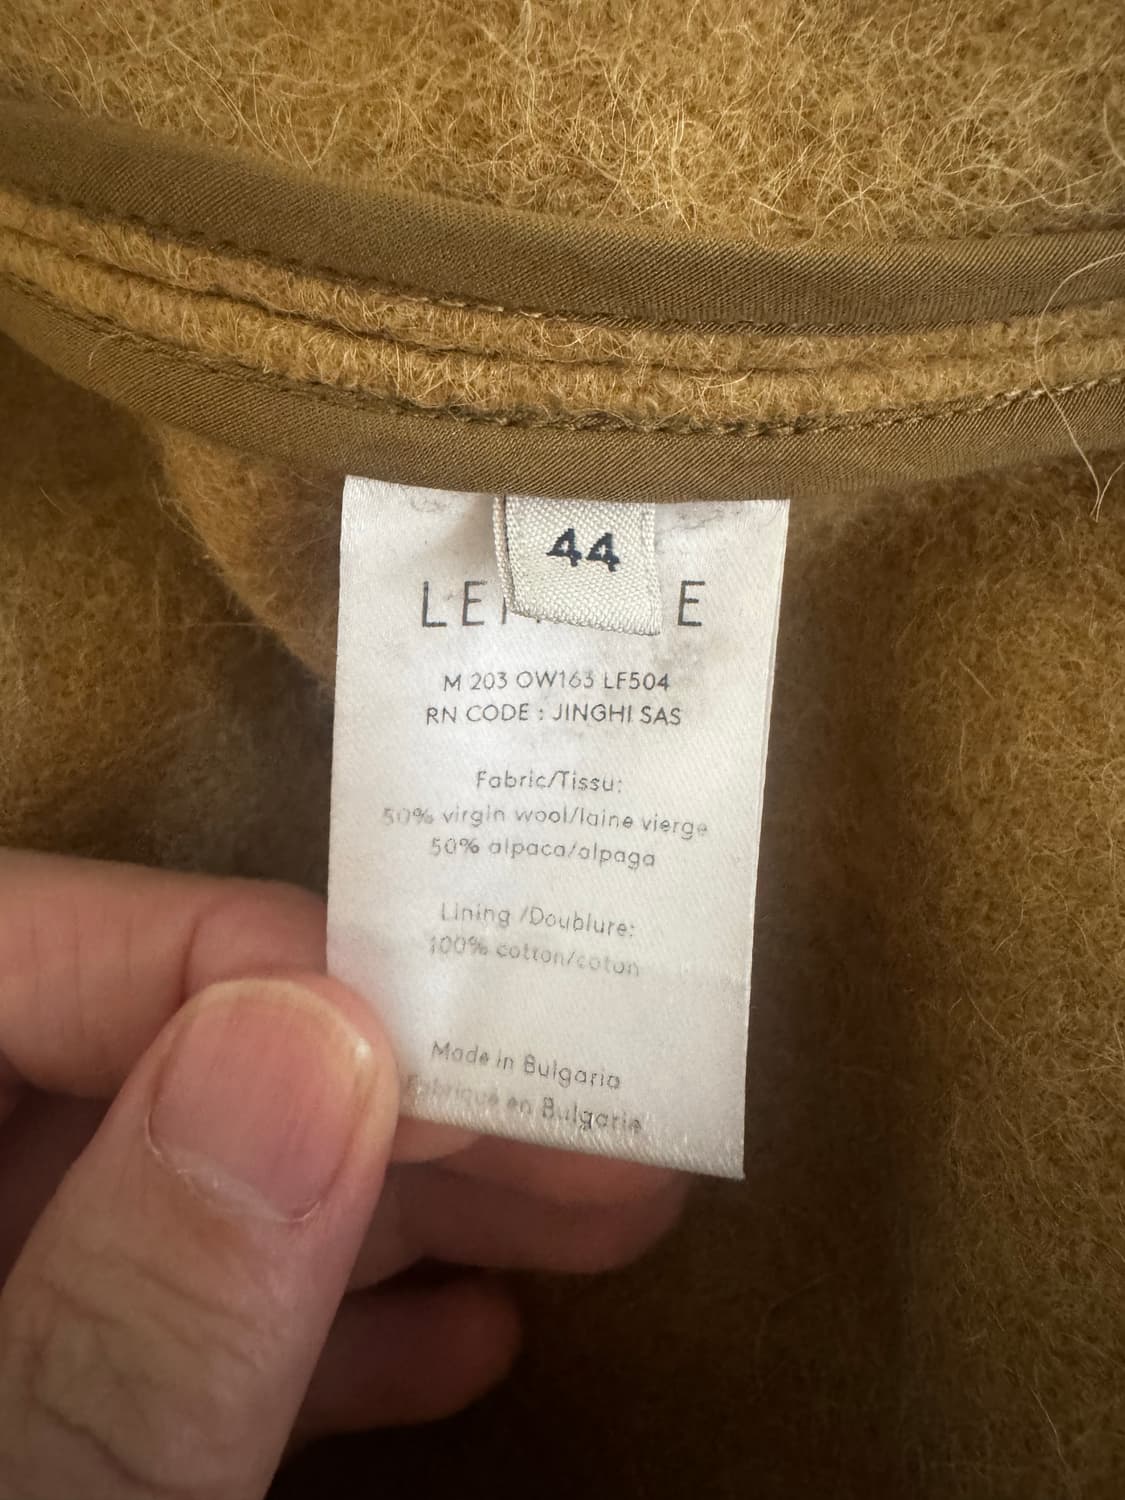 44
M 203 OW163 LF504
RN CODE : JINGHI SAS
Fabric/Tissu:
50% virgin wool/laine vierge
50% alpaca/alpaga
Lining /Doublure:
100% cotton/coton
Made in Bulgaria
Fabrique en Bulgarie